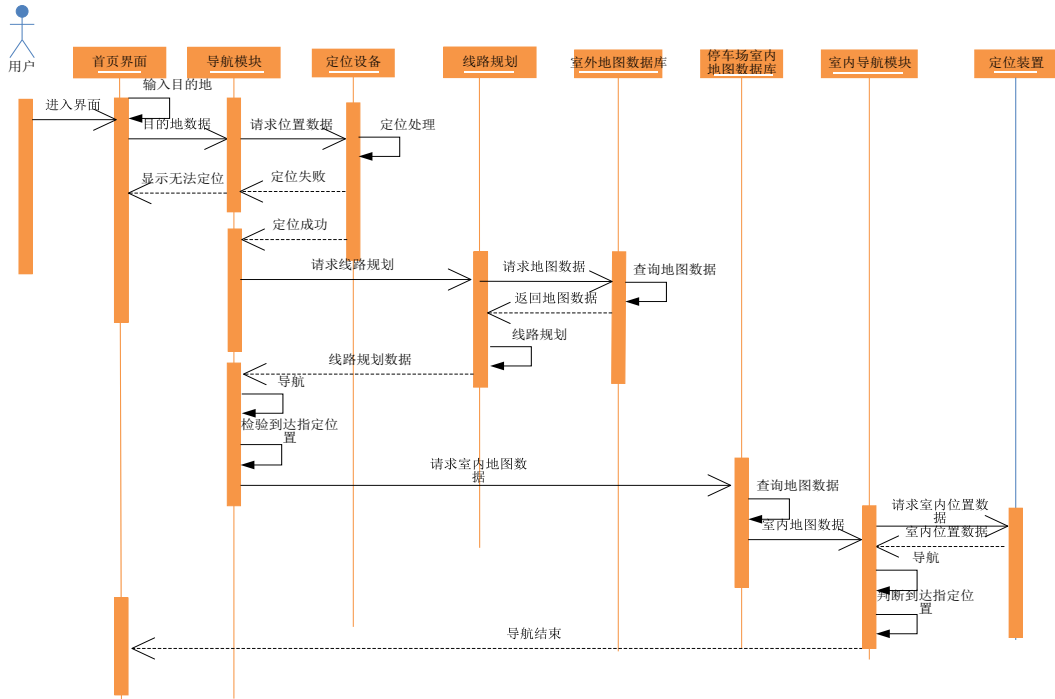 用户
首页界面
导航模块
定位设备
线路规划
室外地图数据库
停车场室内
地图数据库
室内导航模块
定位装置
输入目的地
进入界面
目的地数据
请求位置数据
定位处理
显示无法定位
定位失败
定位成功
请求线路规划
请求地图数据
查询地图数据
返回地图数据
线路规划
线路规划数据
导航
检验到达指定位
置
请求室内地图数
据
查询地图数据
室内地图数据
请求室内位置数
据
室内位置数据
导航
判断到达指定位
置
导航结束